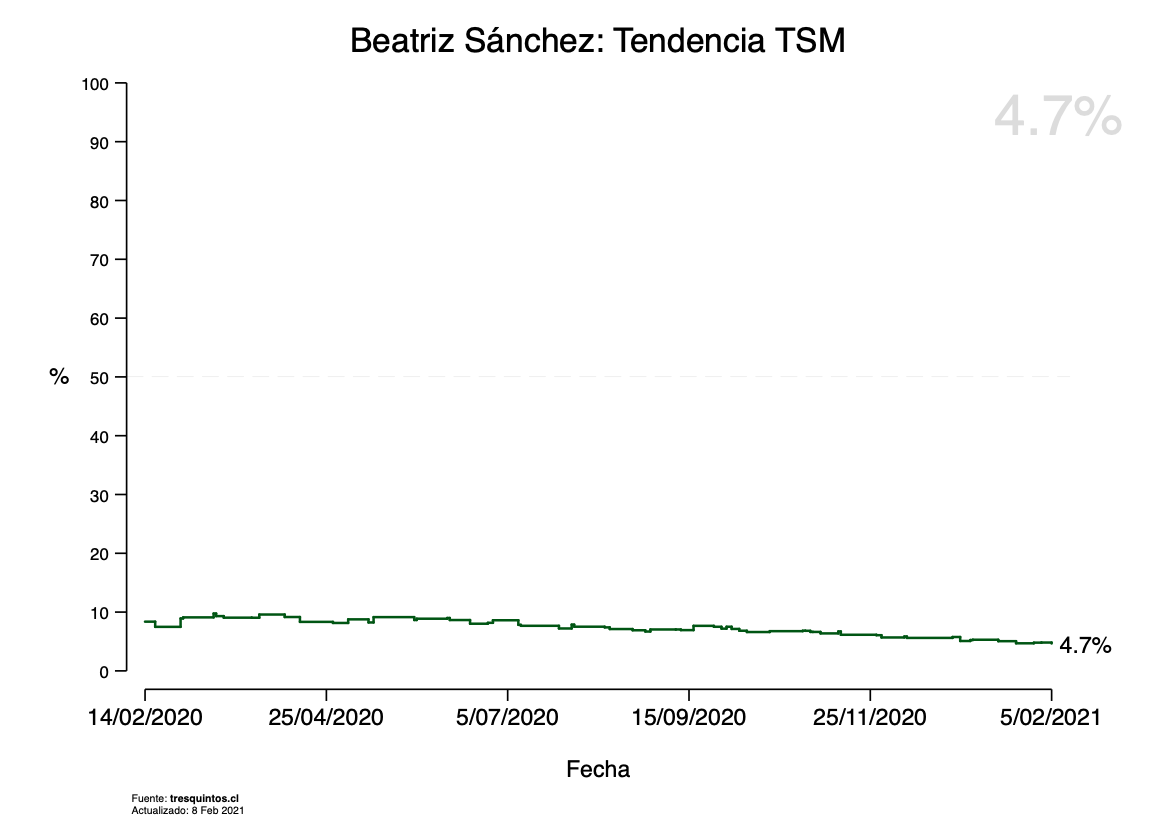 Beatriz Sánchez: Tendencia TSM
4.7%
100
90
80
70
60
% 50
40
30
20
10
0
4.7%
14/02/2020 25/04/2020 5/07/2020 15/09/2020 25/11/2020 5/02/2021
Fecha
Fuente: tresquintos.cl
Actualizado: 8 Feb 2021